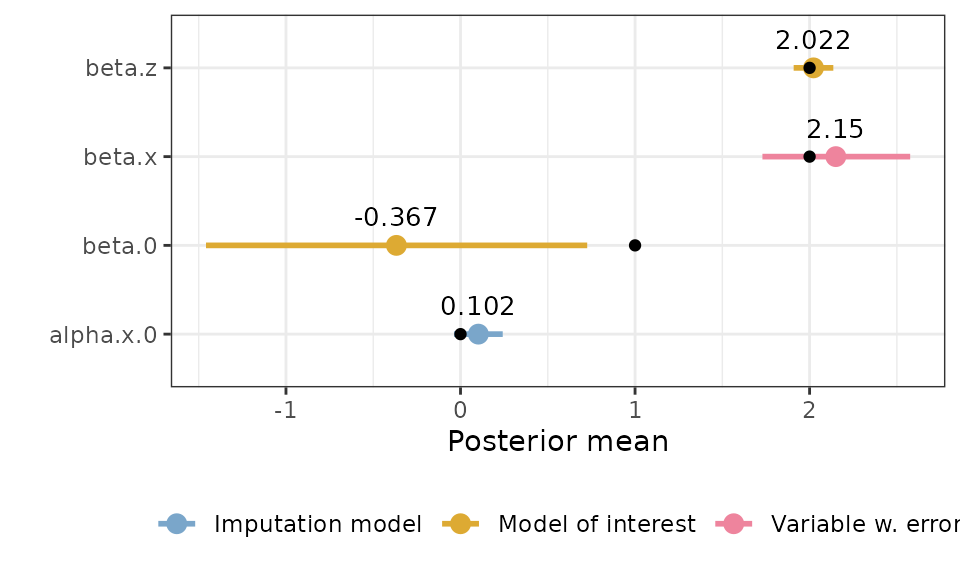 2.022
beta.z
2.15
beta.x
-0.367
beta.0
0.102
alpha.x.0
-1 0 1 2
Posterior mean
Imputation model Model of interest Variable w. error